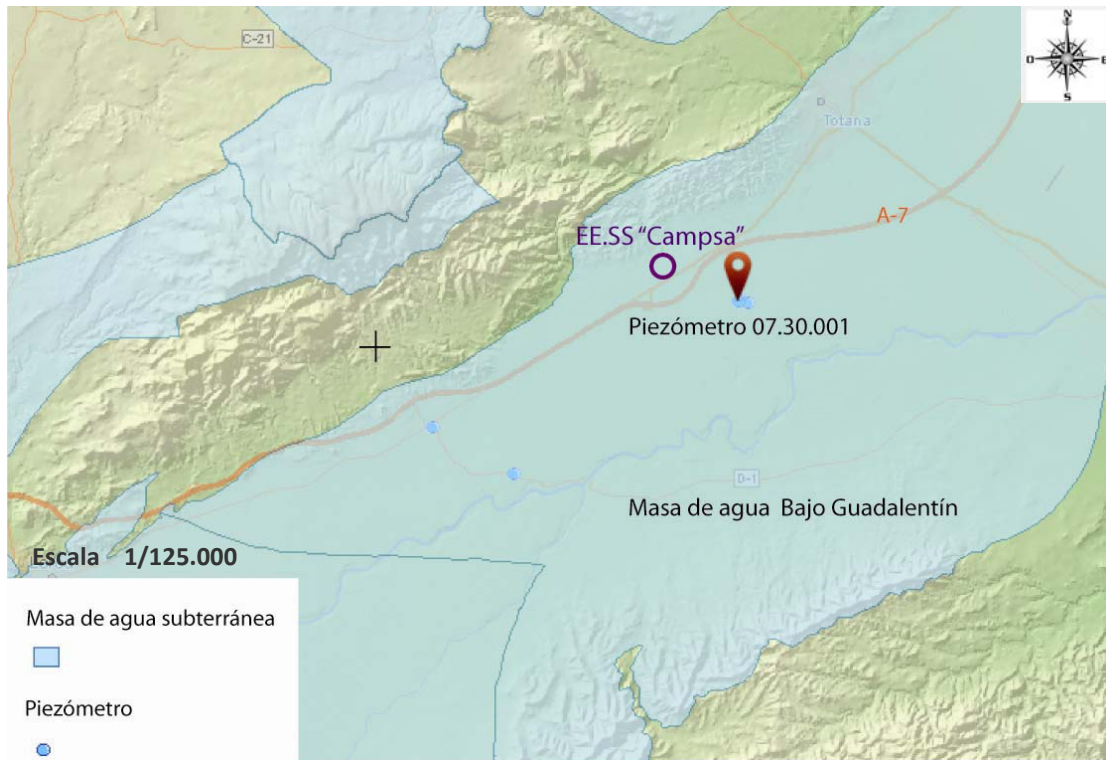 C-21
N
O
E
S
Totana
A-7
EE.SS “Campsa”
Piezómetro 07.30.001
D-1
Masa de agua Bajo Guadalentín
Escala 1/125.000
Masa de agua subterránea
Piezómetro